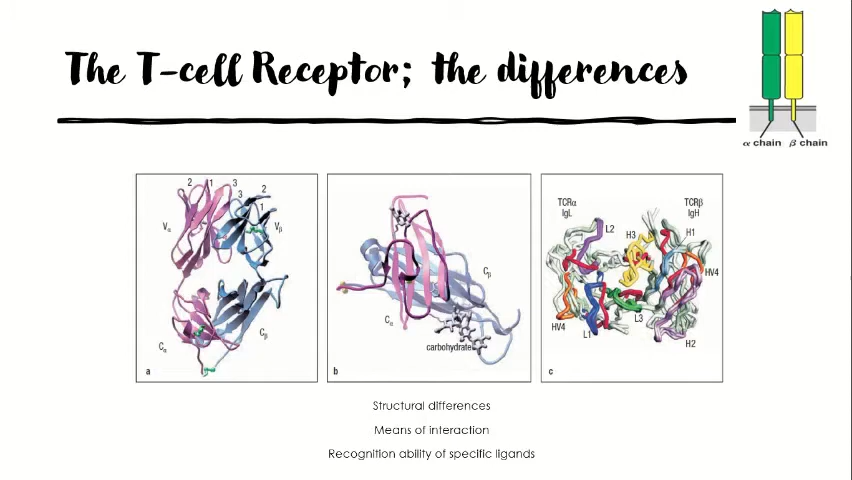 The T-cell Receptor; the differences
α chain β chain
2 1 3 2
3
1
Vα Vβ
Cα Cβ
a
Cβ
Cα
carbohydrate
b
TCRα TCRβ
IgL IgH
L2 H3 H1
HV4
HV4 L1 L3 H2
c
Structural differences
Means of interaction
Recognition ability of specific ligands